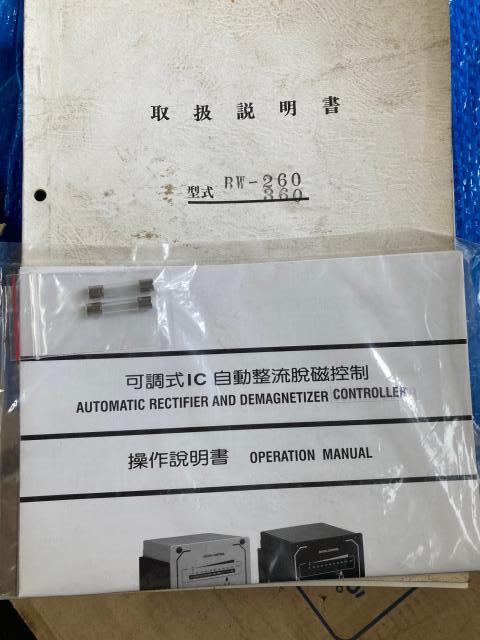 取扱説明書
型式 RW-260
360
可調式IC自動整流脫磁控制
AUTOMATIC RECTIFIER AND DEMAGNETIZER CONTROLLER
操作說明書 OPERATION MANUAL